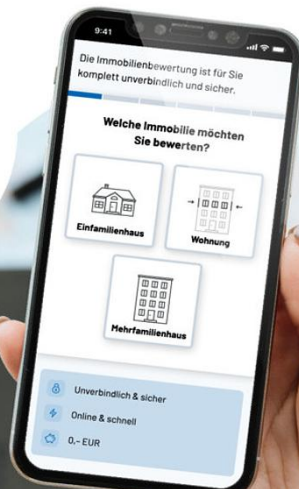 9:41
Die Immobilienbewertung ist für Sie
komplett unverbindlich und sicher.
Welche Immobilie möchten
Sie bewerten?
Einfamilienhaus
Wohnung
Mehrfamilienhaus
Unverbindlich & sicher
Online & schnell
0,- EUR